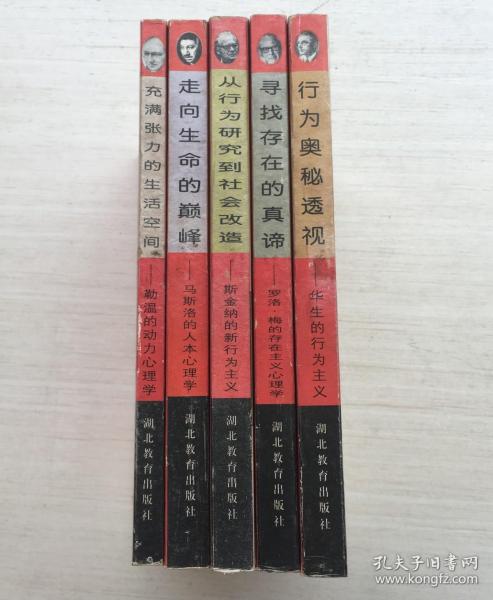 充满张力的生活空间
——勒温的动力心理学
湖北教育出版社
走向生命的巅峰
——马斯洛的人本心理学
湖北教育出版社
从行为研究到社会改造
——斯金纳的新行为主义
湖北教育出版社
寻找存在的真谛
——罗洛·梅的存在主义心理学
湖北教育出版社
行为奥秘透视
——华生的行为主义
湖北教育出版社
孔夫子旧书网
www.kongfz.com